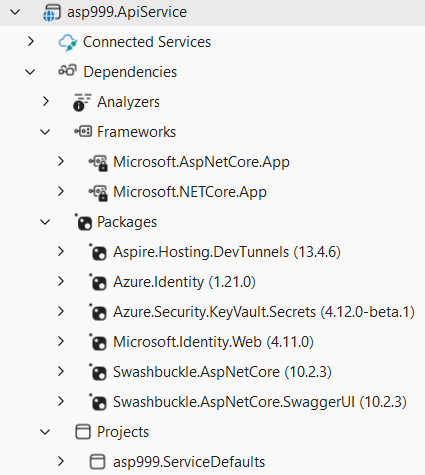 asp999.ApiService
Connected Services
Dependencies
Analyzers
Frameworks
Microsoft.AspNetCore.App
Microsoft.NETCore.App
Packages
Aspire.Hosting.DevTunnels (13.4.6)
Azure.Identity (1.21.0)
Azure.Security.KeyVault.Secrets (4.12.0-beta.1)
Microsoft.Identity.Web (4.11.0)
Swashbuckle.AspNetCore (10.2.3)
Swashbuckle.AspNetCore.SwaggerUI (10.2.3)
Projects
asp999.ServiceDefaults